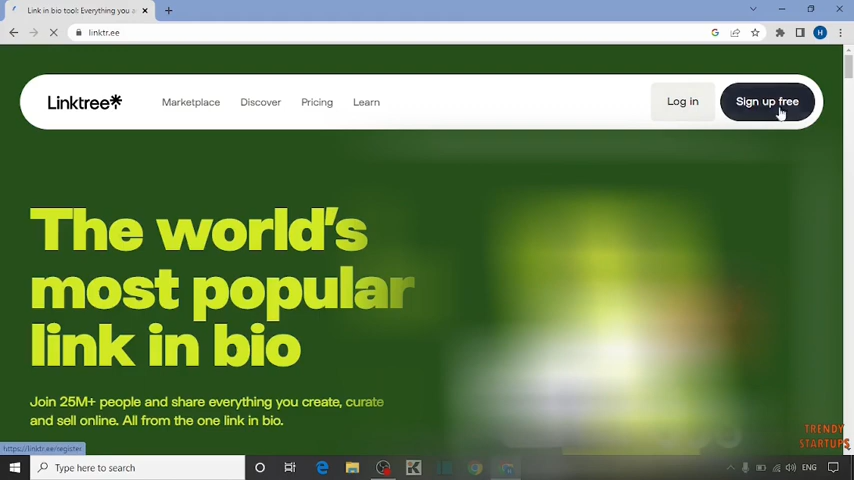 Link in bio tool: Everything you a
linktr.ee
H
Linktree*
Marketplace
Discover
Pricing
Learn
Log in
Sign up free
The world's
most popular
link in bio
Join 25M+ people and share everything you create, curate
and sell online. All from the one link in bio.
https://linktr.ee/register
TRENDY
STARTUPS
Type here to search
ENG